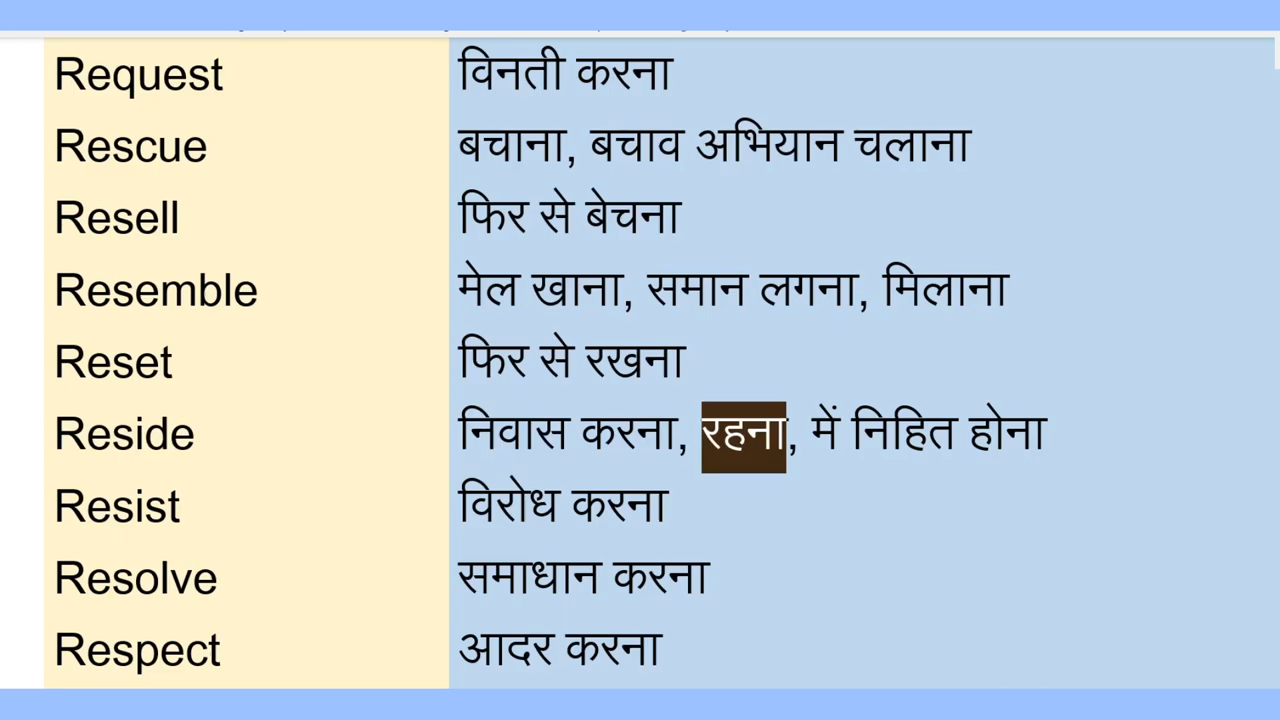 Request विनती करना
Rescue बचाना, बचाव अभियान चलाना
Resell फिर से बेचना
Resemble मेल खाना, समान लगना, मिलाना
Reset फिर से रखना
Reside निवास करना, रहना, में निहित होना
Resist विरोध करना
Resolve समाधान करना
Respect आदर करना